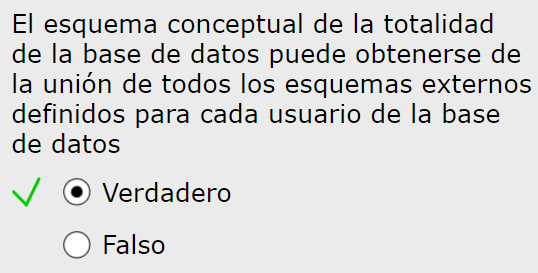 El esquema conceptual de la totalidad
de la base de datos puede obtenerse de
la unión de todos los esquemas externos
definidos para cada usuario de la base
de datos
Verdadero
Falso